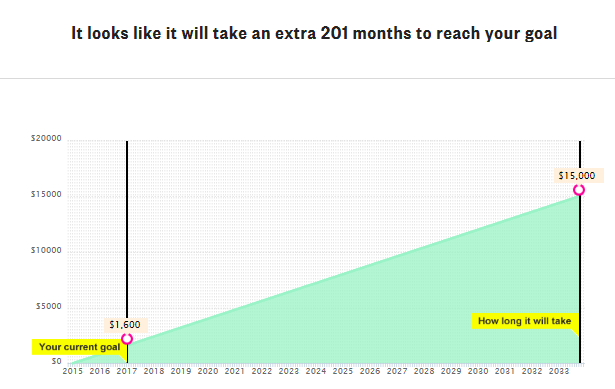 It looks like it will take an extra 201 months to reach your goal
$20000
$15,000
$15000
$10000
$5000
How long it will take
$1,600
Your current goal
$0
2015 2016 2017 2018 2019 2020 2021 2022 2023 2024 2025 2026 2027 2028 2029 2030 2031 2032 2033